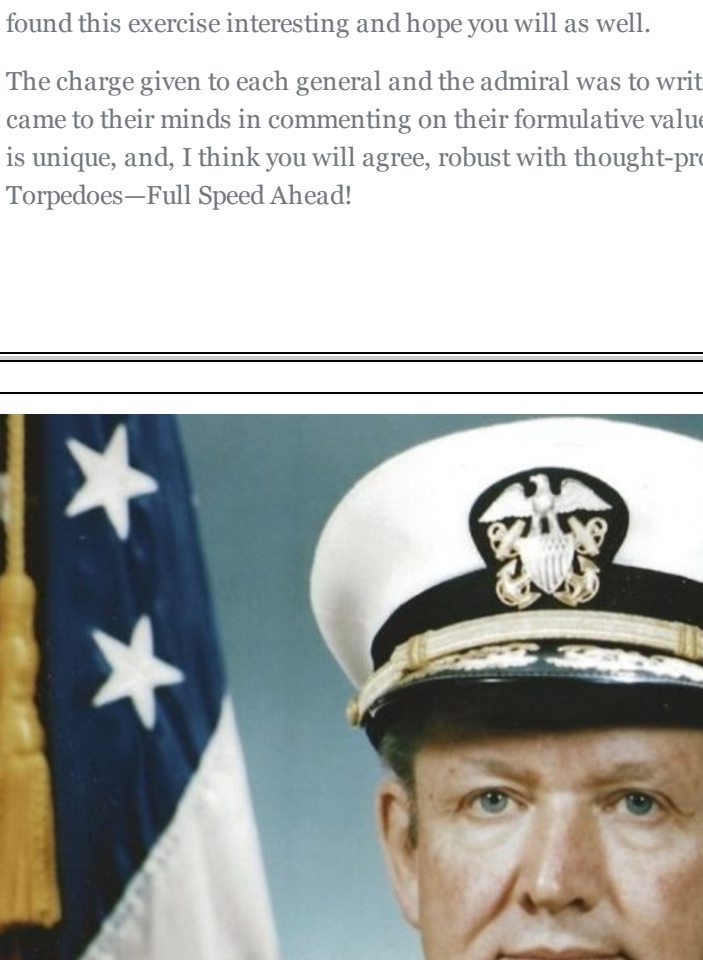 found this exercise interesting and hope you will as well.
The charge given to each general and the admiral was to writ
came to their minds in commenting on their formulative value
is unique, and, I think you will agree, robust with thought-pro
Torpedoes—Full Speed Ahead!